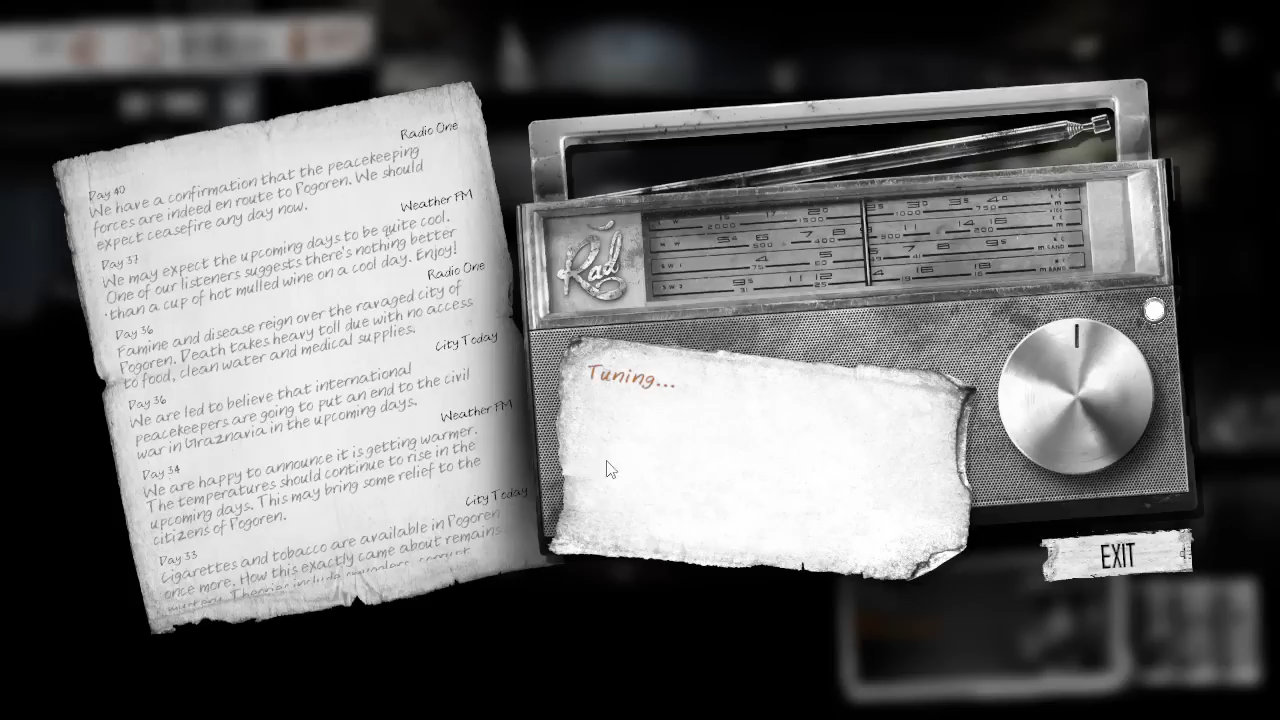 Radio One
Day 40
We have a confirmation that the peacekeeping
forces are indeed en route to Pogoren. We should
expect ceasefire any day now.
Weather FM
Day 37
We may expect the upcoming days to be quite cool.
One of our listeners suggests there's nothing better
than a cup of hot mulled wine on a cool day. Enjoy!
Radio One
Day 36
Famine and disease reign over the ravaged city of
Pogoren. Death takes heavy toll due with no access
to food, clean water and medical supplies.
City Today
Day 36
We are led to believe that international
peacekeepers are going to put an end to the civil
war in Graznavia in the upcoming days.
Weather FM
Day 34
We are happy to announce it is getting warmer.
The temperatures should continue to rise in the
upcoming days. This may bring some relief to the
citizens of Pogoren.
City Today
Day 33
Cigarettes and tobacco are available in Pogoren
once more. How this exactly came about remains
Rad
Tuning...
EXIT